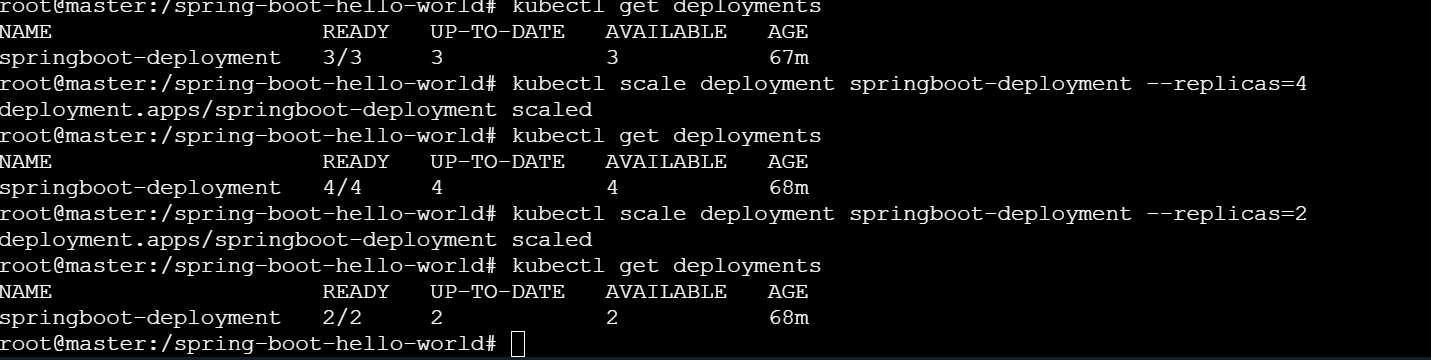 root@master:/spring-boot-hello-world# kubectl get deployments
NAME                    READY   UP-TO-DATE   AVAILABLE   AGE
springboot-deployment   3/3     3            3           67m
root@master:/spring-boot-hello-world# kubectl scale deployment springboot-deployment --replicas=4
deployment.apps/springboot-deployment scaled
root@master:/spring-boot-hello-world# kubectl get deployments
NAME                    READY   UP-TO-DATE   AVAILABLE   AGE
springboot-deployment   4/4     4            4           68m
root@master:/spring-boot-hello-world# kubectl scale deployment springboot-deployment --replicas=2
deployment.apps/springboot-deployment scaled
root@master:/spring-boot-hello-world# kubectl get deployments
NAME                    READY   UP-TO-DATE   AVAILABLE   AGE
springboot-deployment   2/2     2            2           68m
root@master:/spring-boot-hello-world#